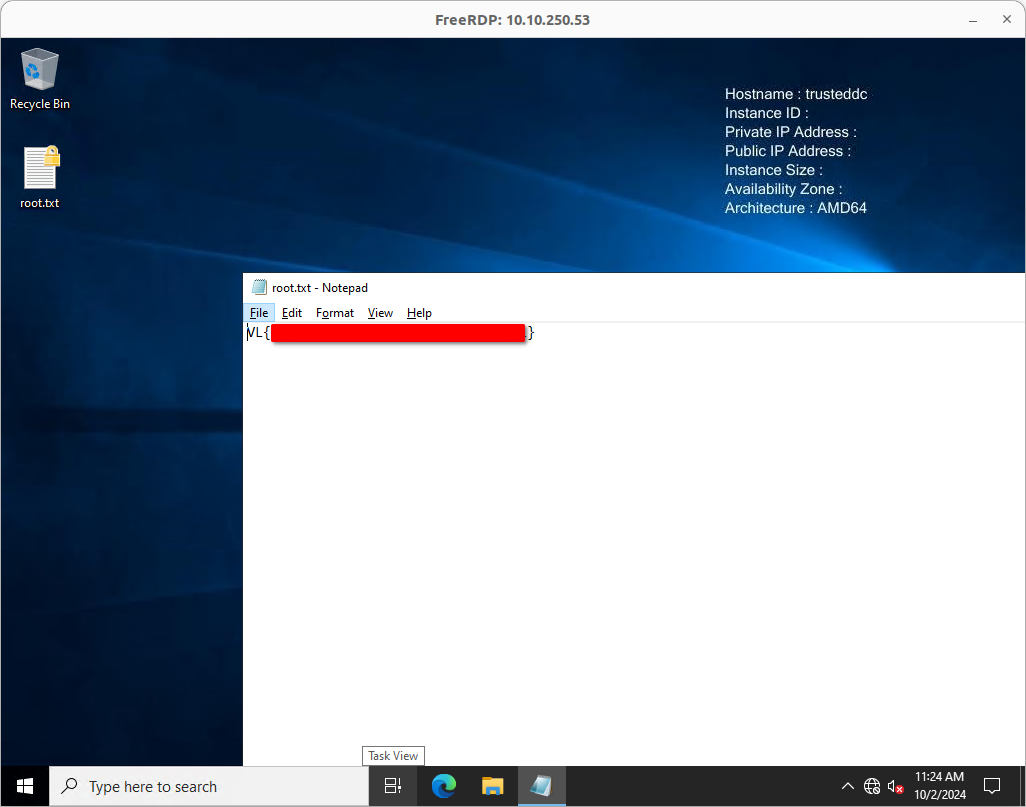 FreeRDP: 10.10.250.53
Recycle Bin
root.txt
Hostname : trusteddc
Instance ID :
Private IP Address :
Public IP Address :
Instance Size :
Availability Zone :
Architecture : AMD64
root.txt - Notepad
File Edit Format View Help
VL{ }
Task View
Type here to search
11:24 AM
10/2/2024